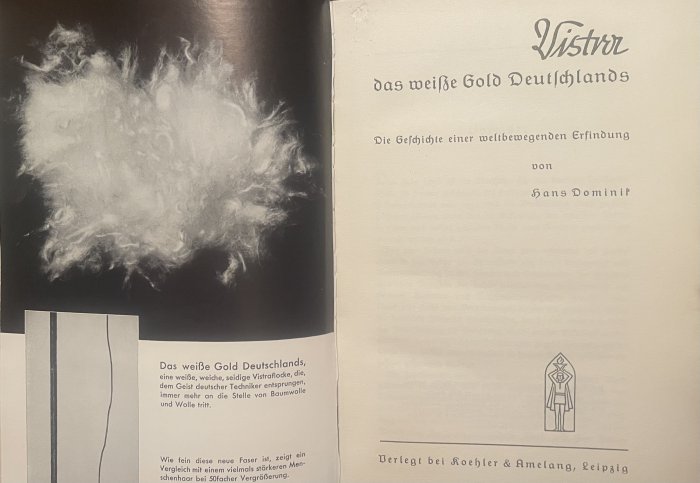 Das weiße Gold Deutschlands,
eine weiße, weiche, seidige Vistraflocke, die,
dem Geist deutscher Techniker entsprungen,
immer mehr an die Stelle von Baumwolle
und Wolle tritt.
Wie fein diese neue Faser ist, zeigt ein
Vergleich mit einem vielmals stärkeren Men-
schenhaar bei 50facher Vergrößerung.
Vistra
das weiße Gold Deutſchlands
Die Geſchichte einer weltbewegenden Erfindung
von
Hans Dominik
Verlegt bei Koehler & Amelang, Leipzig